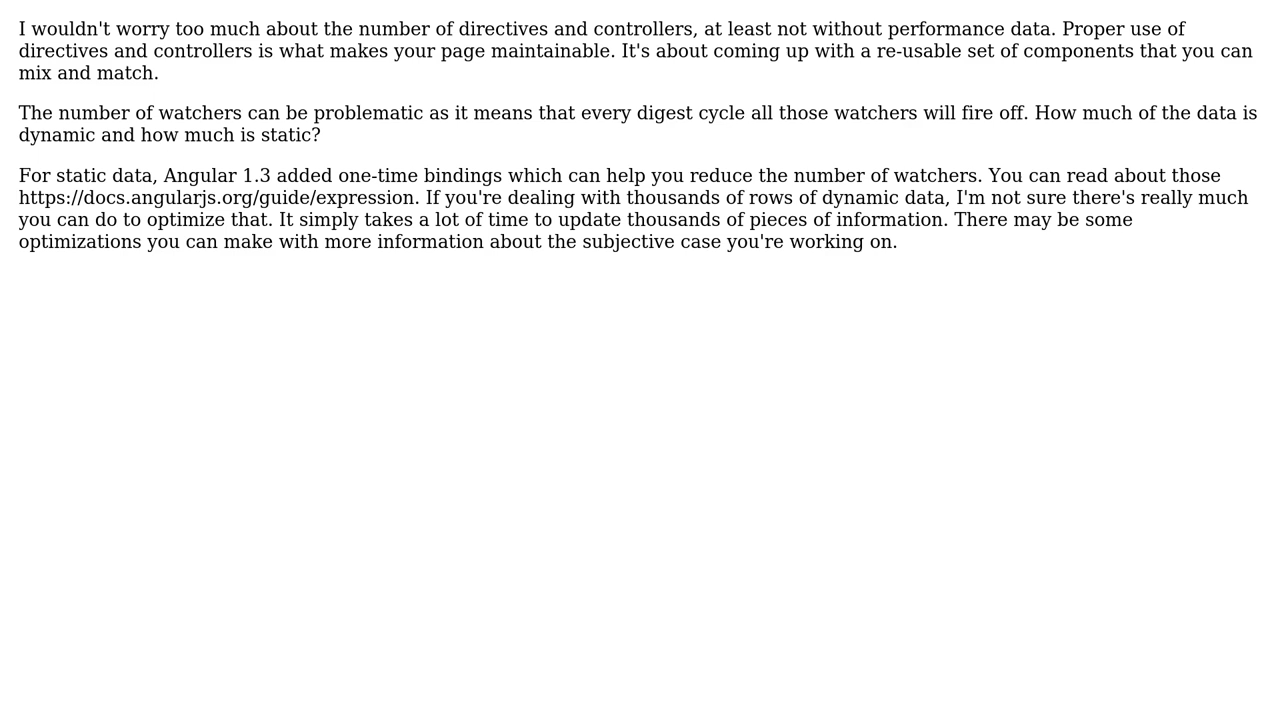 I wouldn't worry too much about the number of directives and controllers, at least not without performance data. Proper use of
directives and controllers is what makes your page maintainable. It's about coming up with a re-usable set of components that you can
mix and match.
The number of watchers can be problematic as it means that every digest cycle all those watchers will fire off. How much of the data is
dynamic and how much is static?
For static data, Angular 1.3 added one-time bindings which can help you reduce the number of watchers. You can read about those
https://docs.angularjs.org/guide/expression. If you're dealing with thousands of rows of dynamic data, I'm not sure there's really much
you can do to optimize that. It simply takes a lot of time to update thousands of pieces of information. There may be some
optimizations you can make with more information about the subjective case you're working on.